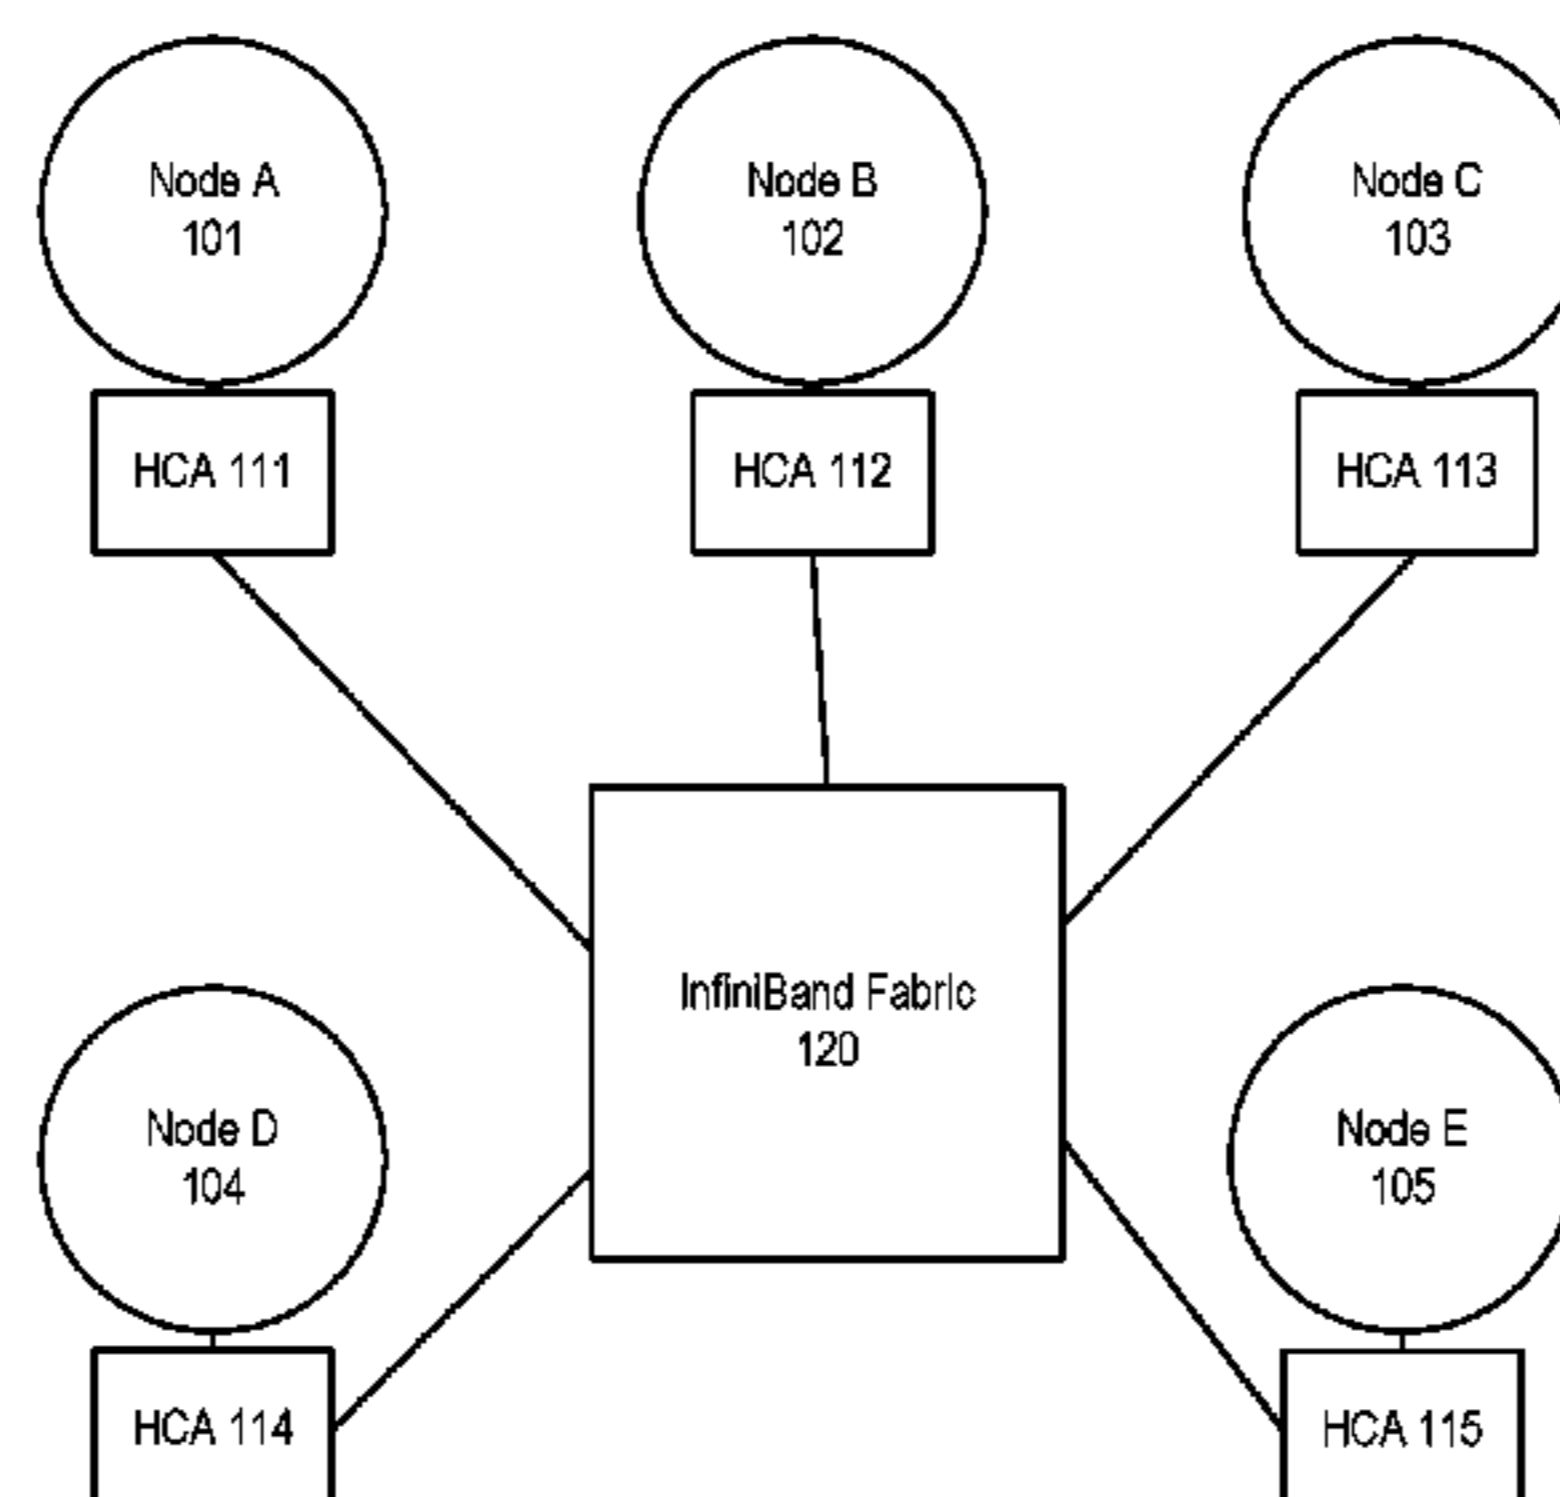 Node A
101
Node B
102
Node C
103
HCA 111
HCA 112
HCA 113
InfiniBand Fabric
120
Node D
104
Node E
105
HCA 114
HCA 115